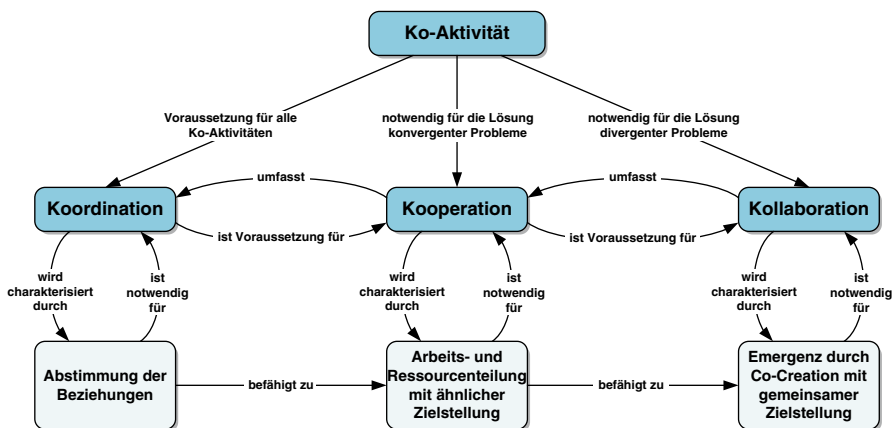 Ko-Aktivität
Voraussetzung für alle
Ko-Aktivitäten
notwendig für die Lösung
konvergenter Probleme
notwendig für die Lösung
divergenter Probleme
umfasst
umfasst
Koordination
Kooperation
Kollaboration
ist Voraussetzung für
ist Voraussetzung für
wird
charakterisiert
durch
ist
notwendig
für
wird
charakterisiert
durch
ist
notwendig
für
wird
charakterisiert
durch
ist
notwendig
für
Abstimmung der
Beziehungen
befähigt zu
Arbeits- und
Ressourcenteilung
mit ähnlicher
Zielstellung
befähigt zu
Emergenz durch
Co-Creation mit
gemeinsamer
Zielstellung